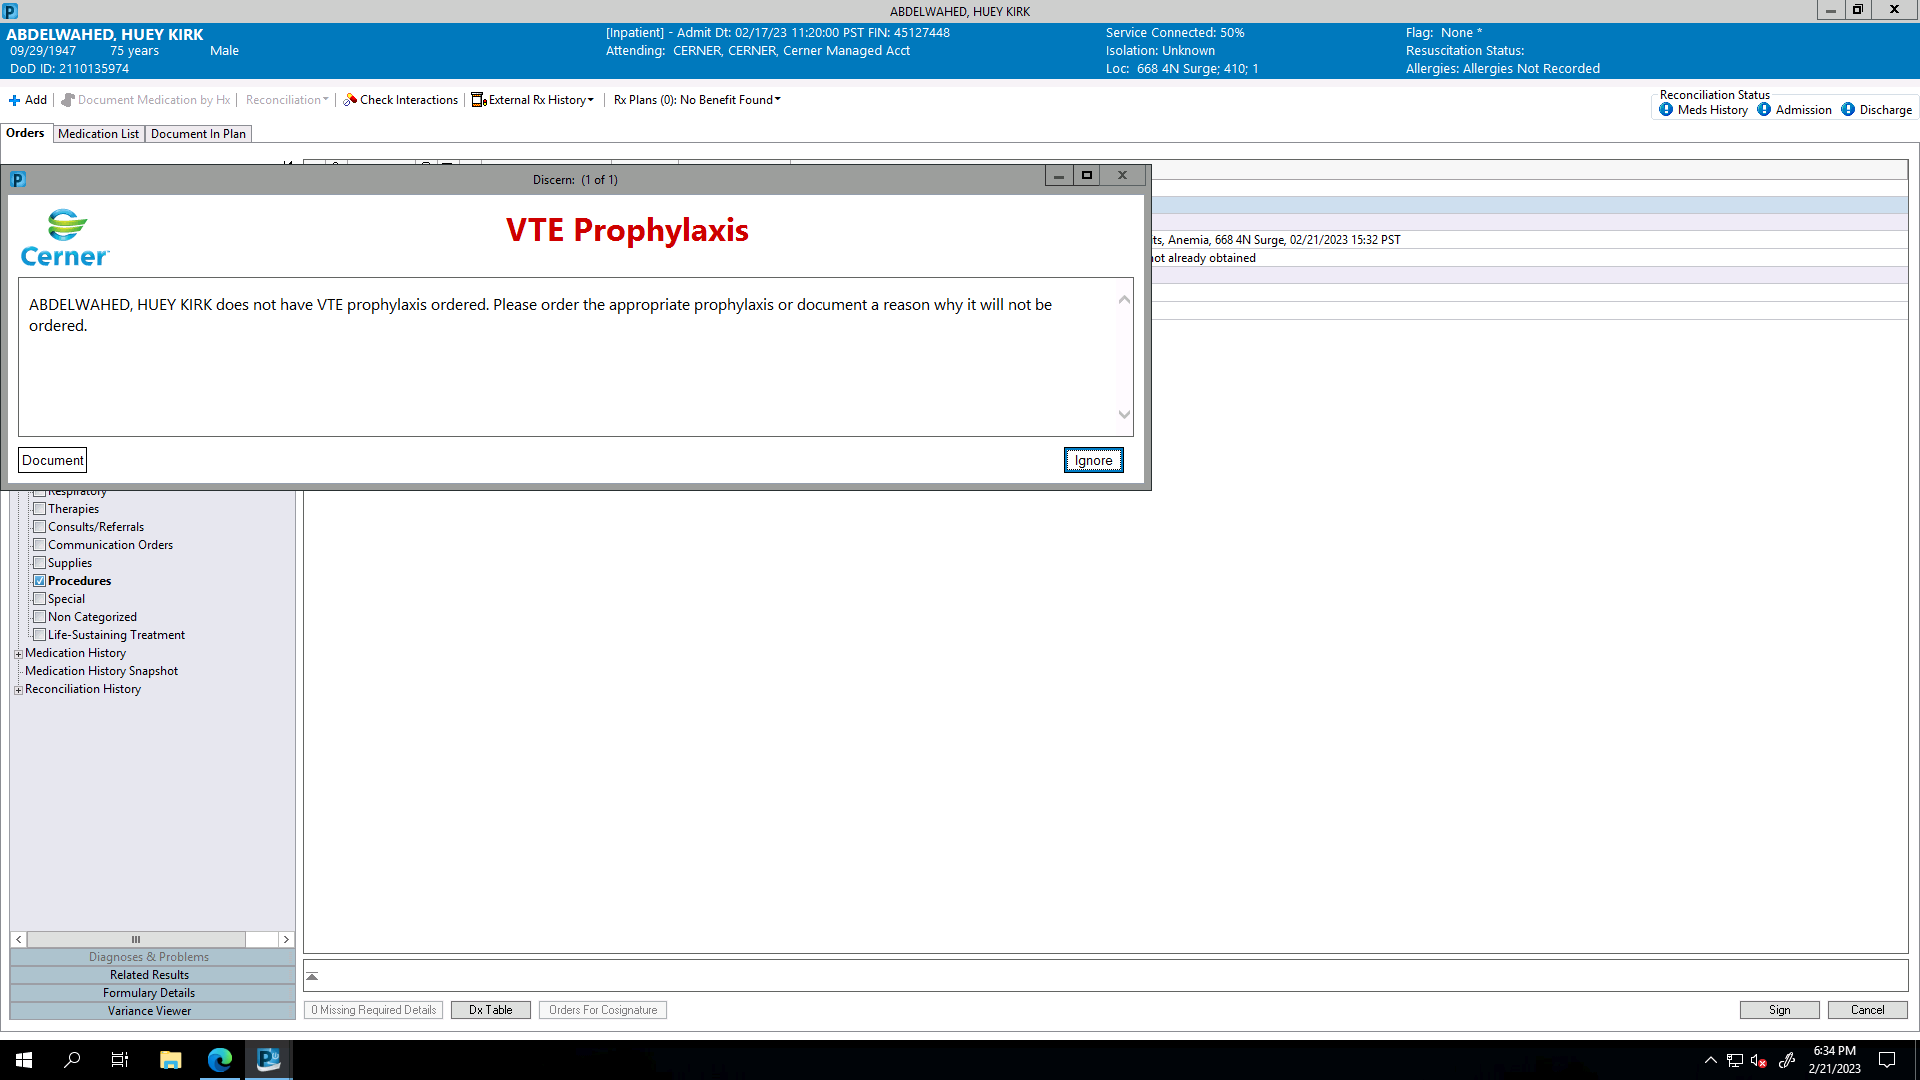 ABDELWAHED, HUEY KIRK
ABDELWAHED, HUEY KIRK
09/29/1947 75 years Male
DoD ID: 2110135974
[Inpatient] - Admit Dt: 02/17/23 11:20:00 PST FIN: 45127448
Attending: CERNER, CERNER, Cerner Managed Acct
Service Connected: 50%
Isolation: Unknown
Loc: 668 4N Surge; 410; 1
Flag: None *
Resuscitation Status:
Allergies: Allergies Not Recorded
Add Document Medication by Hx Reconciliation Check Interactions External Rx History Rx Plans (0): No Benefit Found
Reconciliation Status
Meds History Admission Discharge
Orders Medication List Document In Plan
Discern: (1 of 1)
Cerner
VTE Prophylaxis
ABDELWAHED, HUEY KIRK does not have VTE prophylaxis ordered. Please order the appropriate prophylaxis or document a reason why it will not be
ordered.
Document Ignore
ts, Anemia, 668 4N Surge, 02/21/2023 15:32 PST
not already obtained
Respiratory
Therapies
Consults/Referrals
Communication Orders
Supplies
Procedures
Special
Non Categorized
Life-Sustaining Treatment
Medication History
Medication History Snapshot
Reconciliation History
Diagnoses & Problems
Related Results
Formulary Details
Variance Viewer
0 Missing Required Details Dx Table Orders For Cosignature Sign Cancel
6:34 PM
2/21/2023